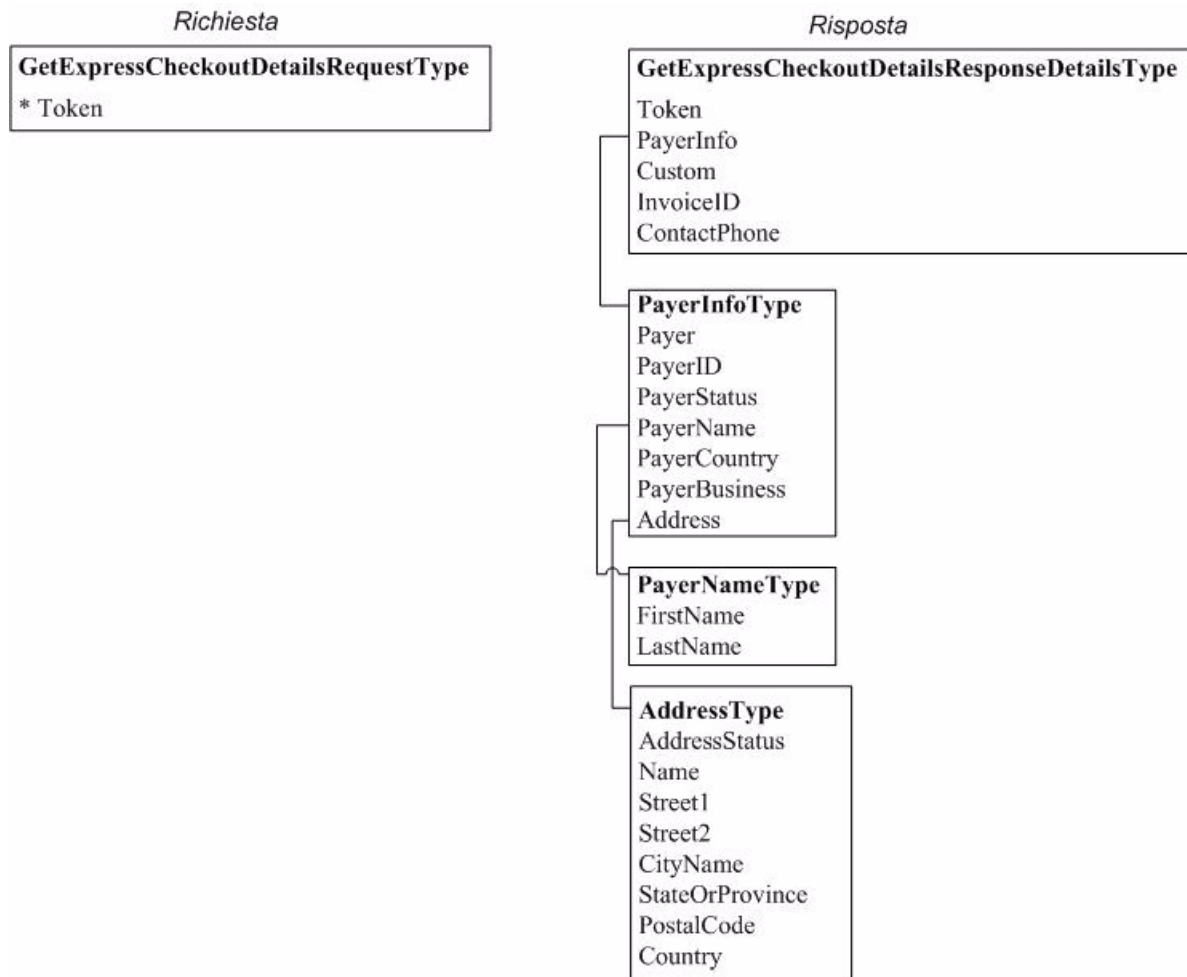 Richiesta
GetExpressCheckoutDetailsRequestType
* Token
Risposta
GetExpressCheckoutDetailsResponseDetailsType
Token
PayerInfo
Custom
InvoiceID
ContactPhone
PayerInfoType
Payer
PayerID
PayerStatus
PayerName
PayerCountry
PayerBusiness
Address
PayerNameType
FirstName
LastName
AddressType
AddressStatus
Name
Street1
Street2
CityName
StateOrProvince
PostalCode
Country